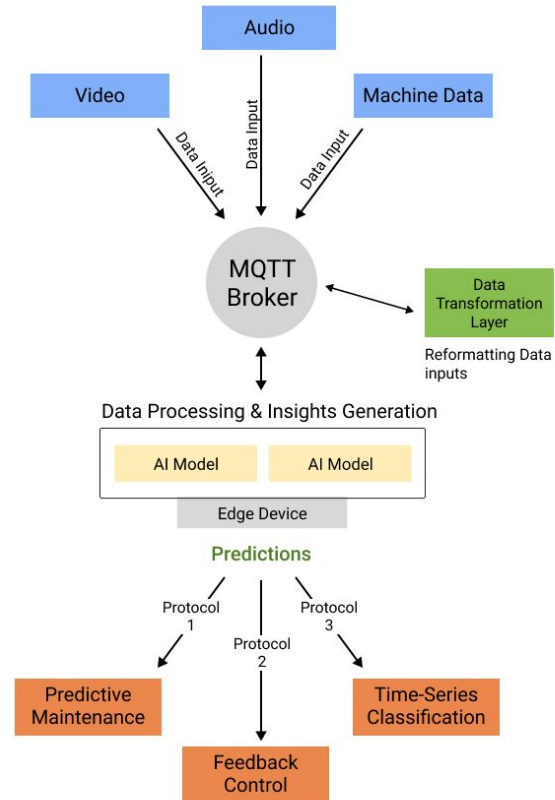 Audio
Video
Machine Data
Data Iniput
Data Input
Data Input
MQTT
Broker
Data
Transformation
Layer
Reformatting Data
inputs
Data Processing & Insights Generation
AI Model
AI Model
Edge Device
Predictions
Protocol
1
Protocol
2
Protocol
3
Predictive
Maintenance
Time-Series
Classification
Feedback
Control